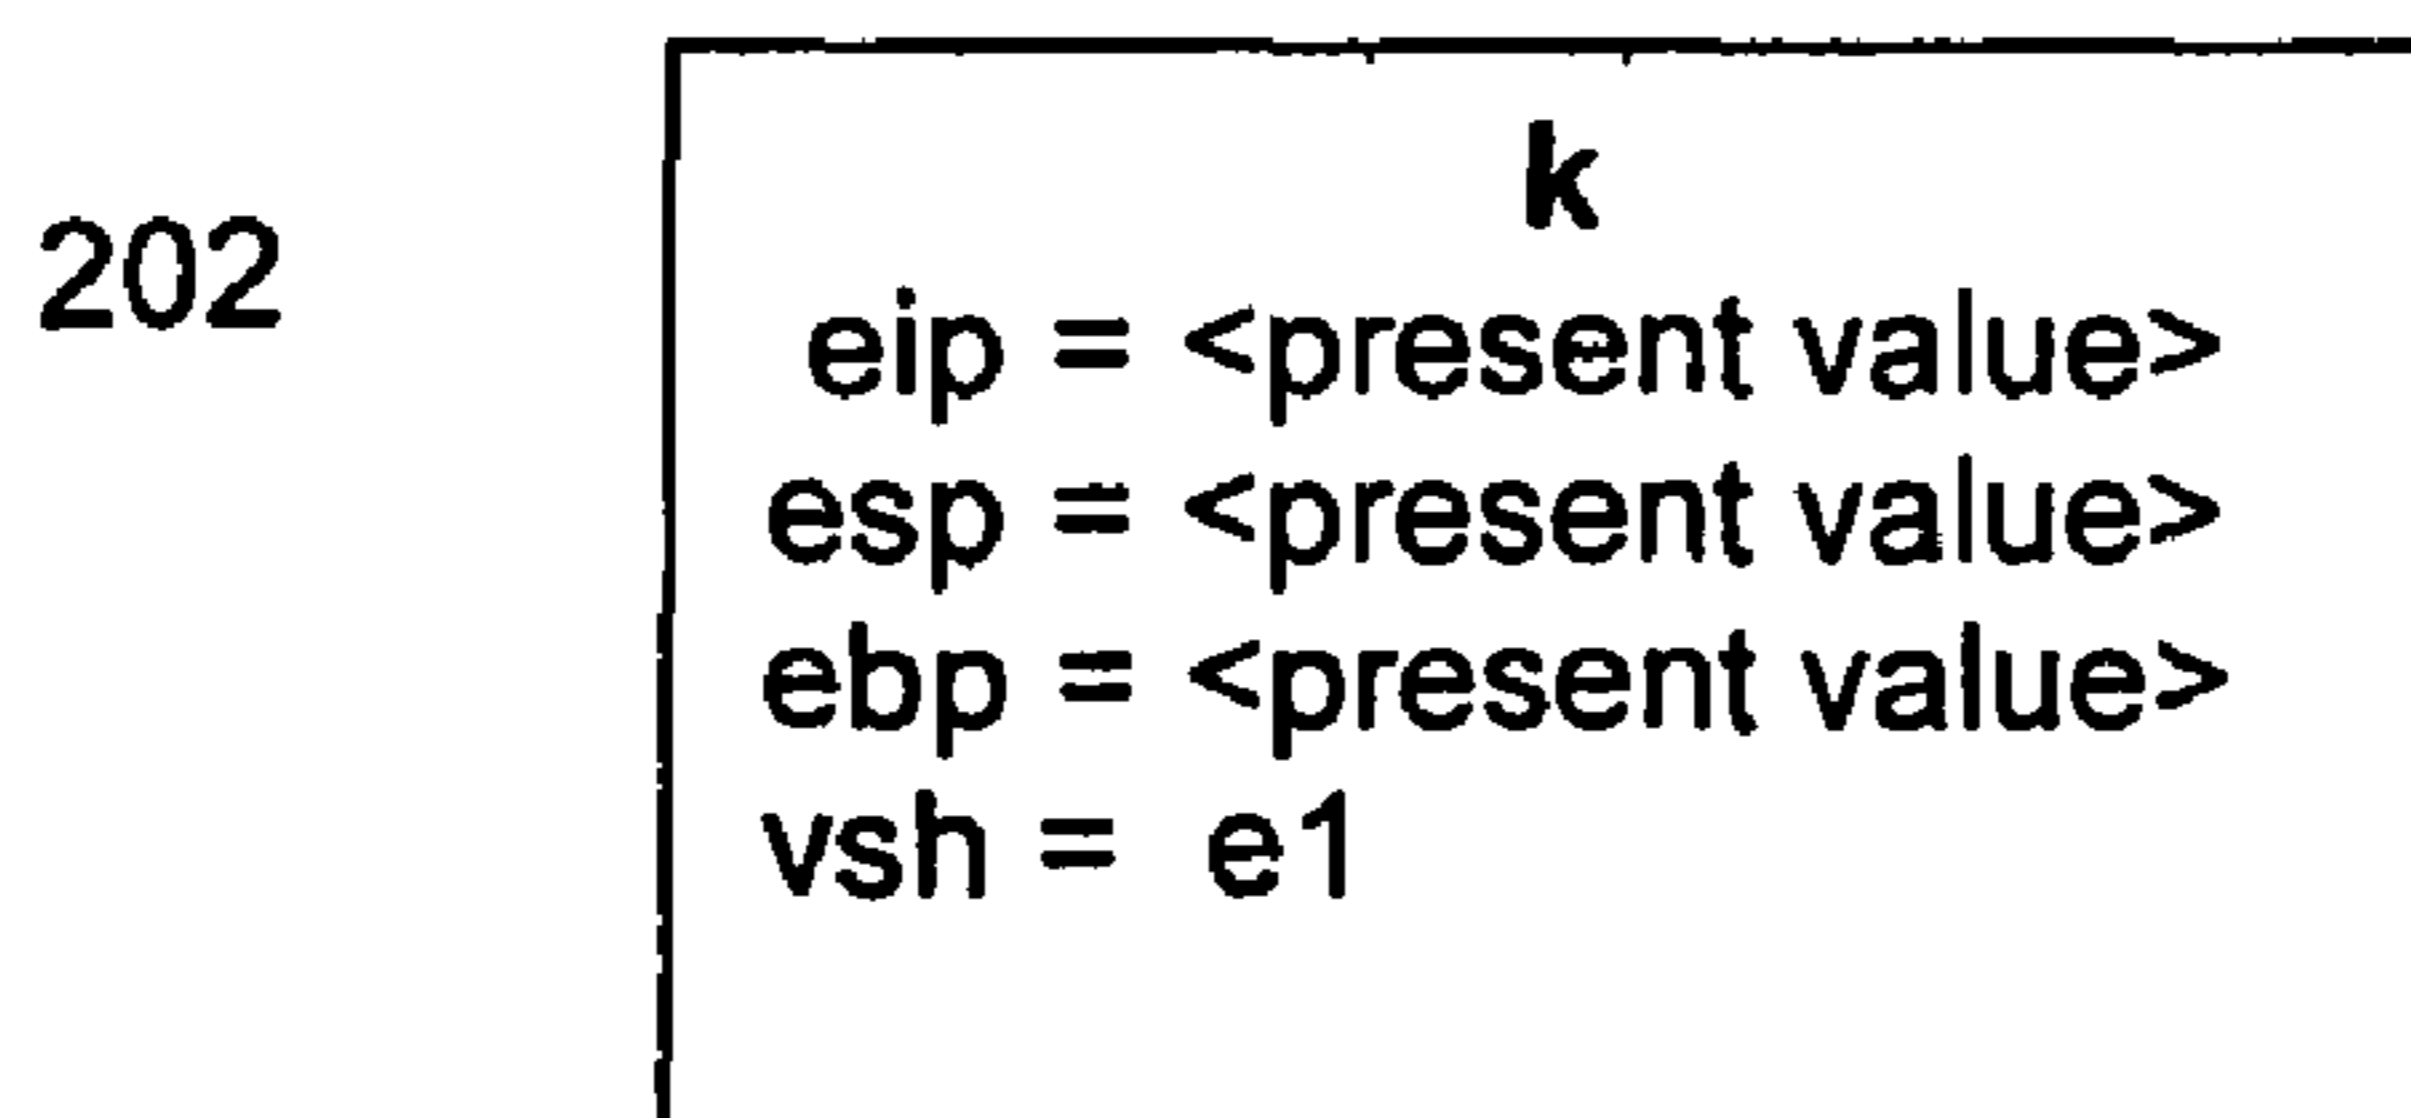 k
202
eip = <present value>
esp = <present value>
ebp = <present value>
vsh = e1